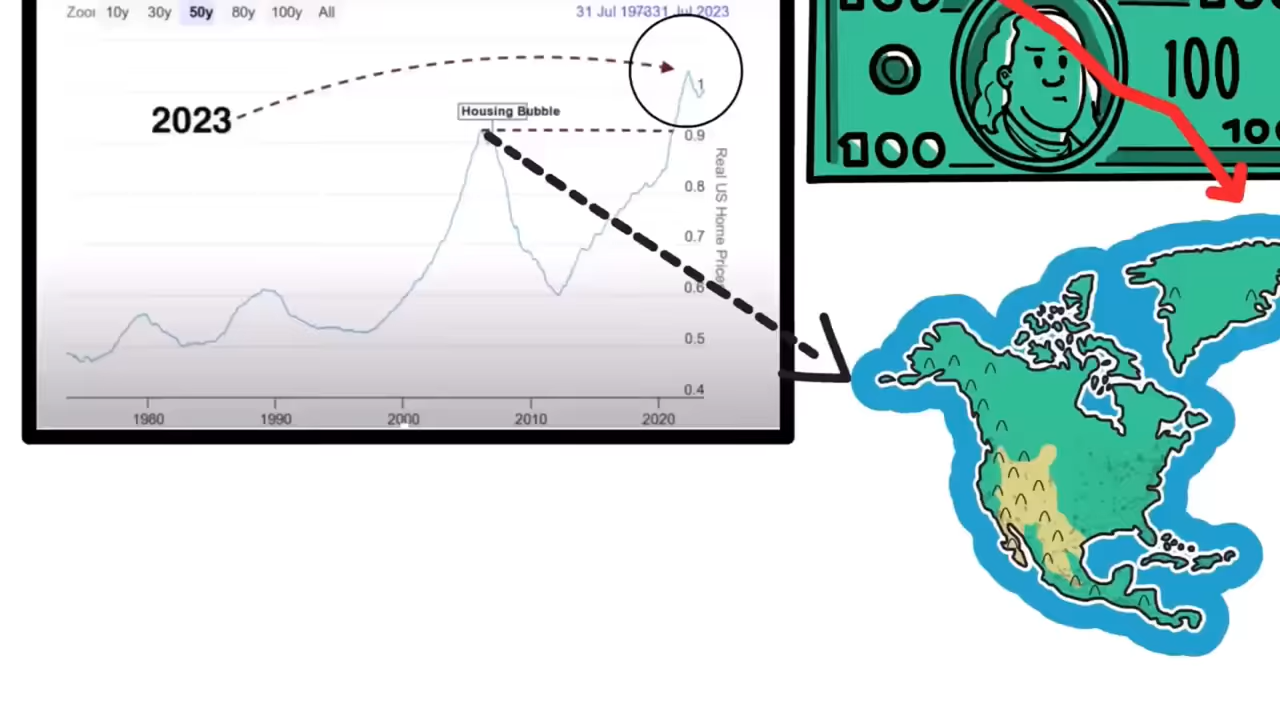 Zoo 10y 30y 50y 80y 100y All
31 Jul 1973 31 Jul 2023
2023
Housing Bubble
1
0.9
0.8
0.7
0.6
0.5
0.4
Real US Home Price
1980 1990 2000 2010 2020
100
100
10